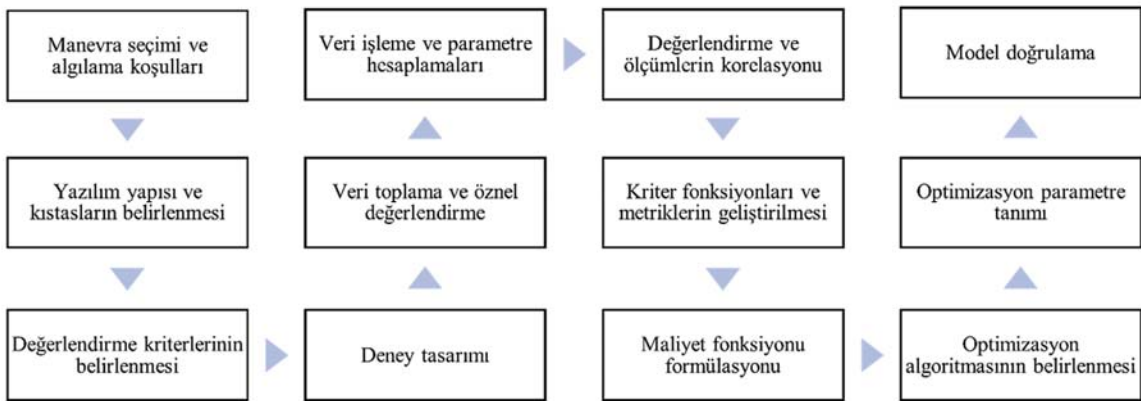 Manevra seçimi ve
algılama koşulları
Yazılım yapısı ve
kıstasların belirlenmesi
Değerlendirme kriterlerinin
belirlenmesi
Deney tasarımı
Veri toplama ve öznel
değerlendirme
Veri işleme ve parametre
hesaplamaları
Değerlendirme ve
ölçümlerin korelasyonu
Kriter fonksiyonları ve
metriklerin geliştirilmesi
Maliyet fonksiyonu
formülasyonu
Optimizasyon
algoritmasının belirlenmesi
Optimizasyon parametre
tanımı
Model doğrulama